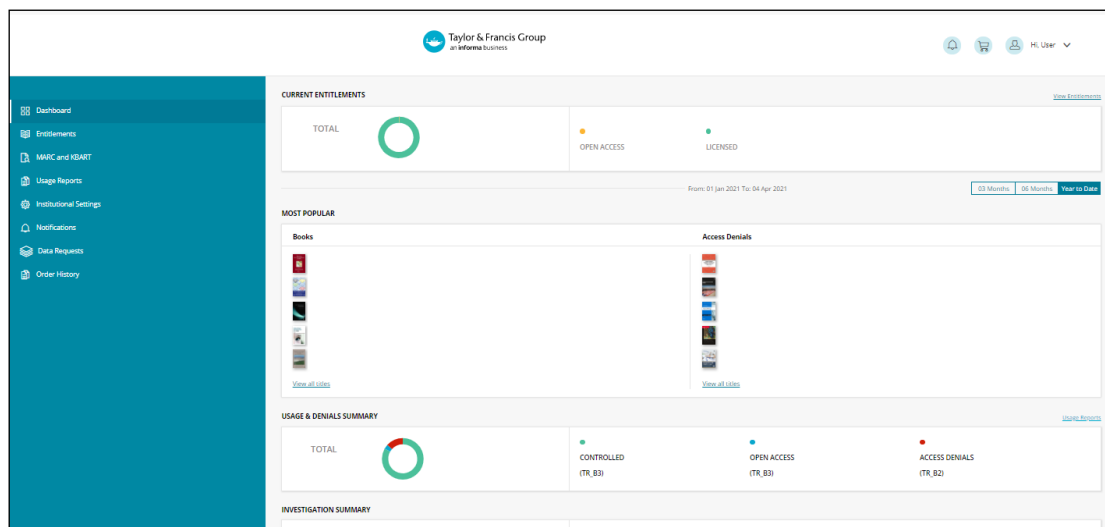 Taylor & Francis Group
an informa business
Hi, User
Dashboard
Entitlements
MARC and KBART
Usage Reports
Institutional Settings
Notifications
Data Requests
Order History
CURRENT ENTITLEMENTS
View Entitlements
TOTAL
OPEN ACCESS
LICENSED
From: 01 Jan 2021 To: 04 Apr 2021
03 Months
06 Months
Year to Date
MOST POPULAR
Books
Access Denials
View all titles
View all titles
USAGE & DENIALS SUMMARY
Usage Reports
TOTAL
CONTROLLED
(TR_B3)
OPEN ACCESS
(TR_B3)
ACCESS DENIALS
(TR_B2)
INVESTIGATION SUMMARY